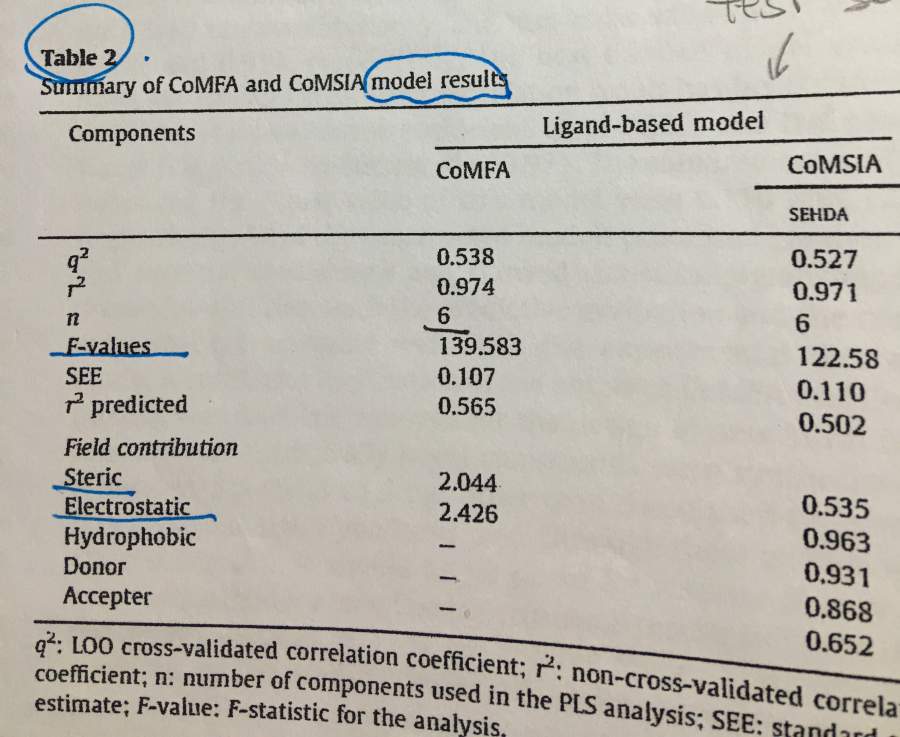 test
Table 2
Summary of CoMFA and CoMSIA model results
Components Ligand-based model
CoMFA CoMSIA
SEHDA
q² 0.538 0.527
r² 0.974 0.971
n 6 6
F-values 139.583 122.58
SEE 0.107 0.110
r² predicted 0.565 0.502
Field contribution
Steric 2.044 0.535
Electrostatic 2.426 0.963
Hydrophobic – 0.931
Donor – 0.868
Accepter – 0.652
q²: LOO cross-validated correlation coefficient; r²: non-cross-validated correla
coefficient; n: number of components used in the PLS analysis; SEE: standard
estimate; F-value: F-statistic for the analysis.